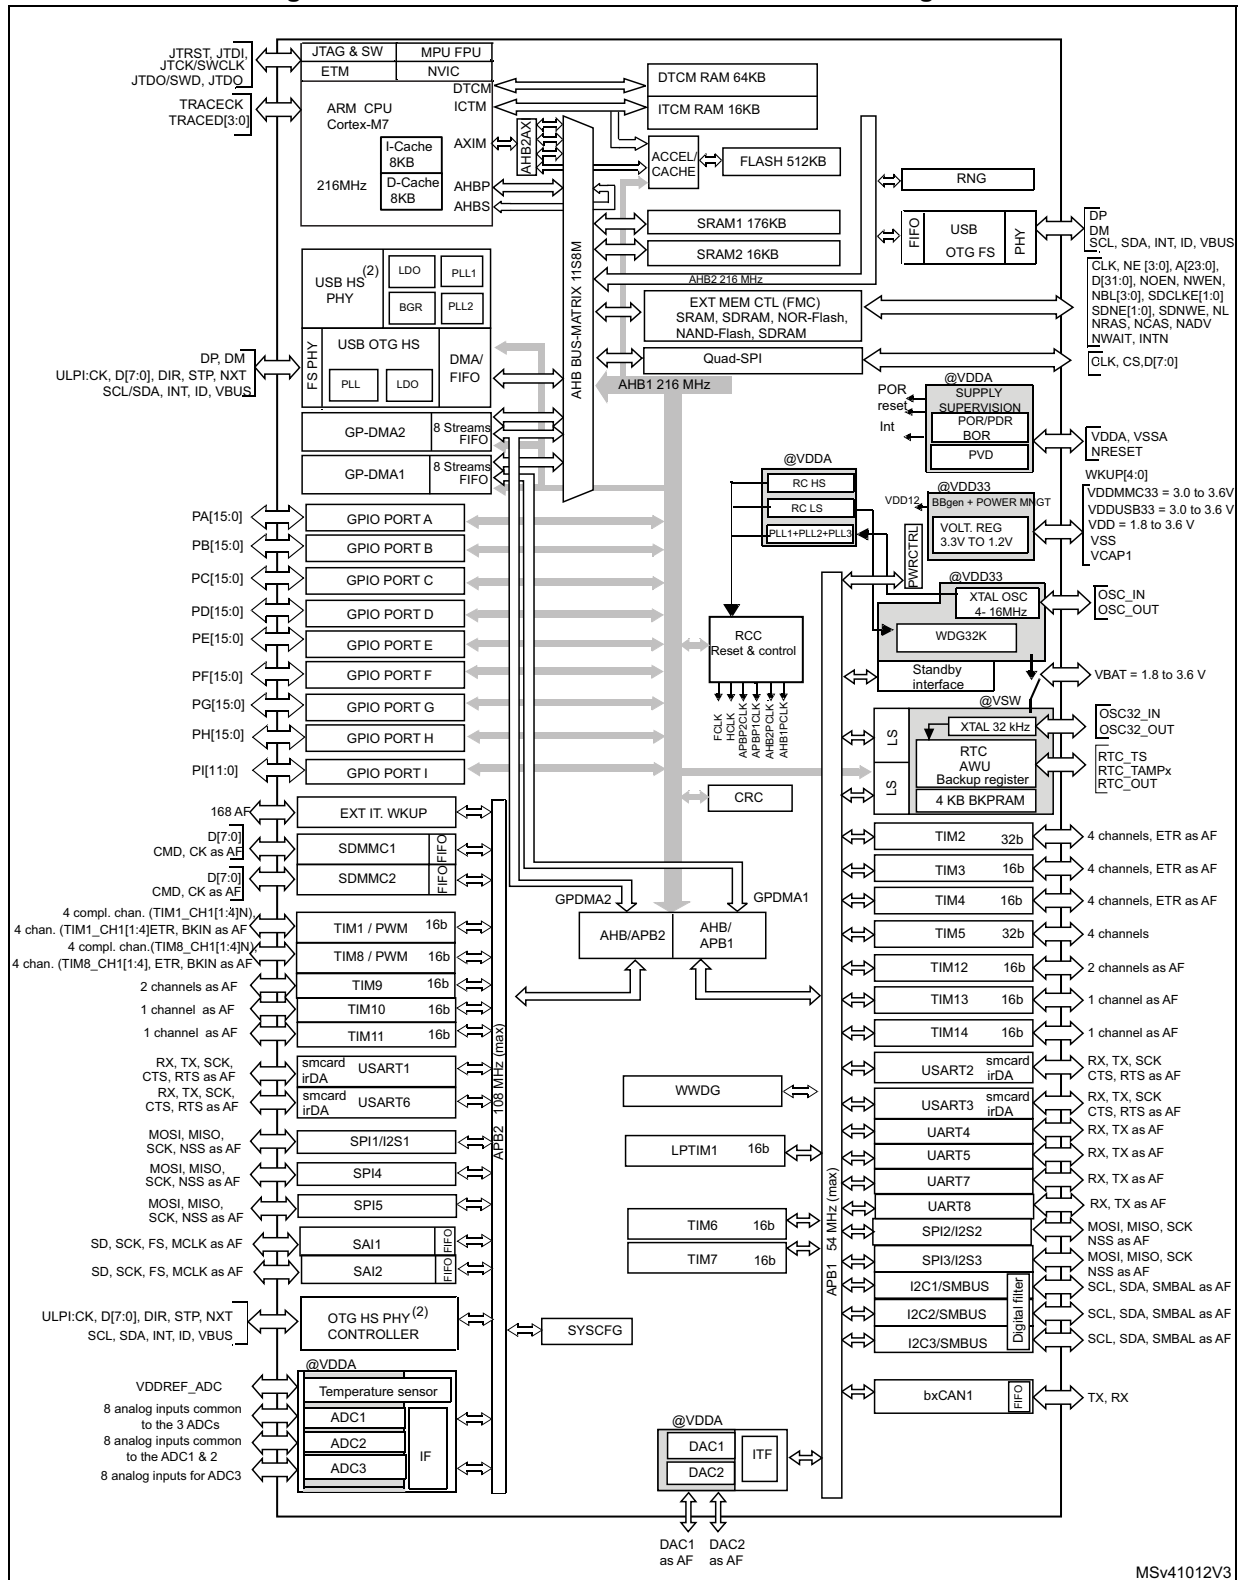 JTRST, JTDI,
JTCK/SWCLK
JTDO/SWD, JTDO
TRACECK
TRACED[3:0]
JTAG & SW
MPU FPU
ETM
NVIC
DTCM
ICTM
ARM CPU
Cortex-M7
AXIM
I-Cache
8KB
D-Cache
8KB
216MHz
AHBP
AHBS
AHB2AX
DTCM RAM 64KB
ITCM RAM 16KB
ACCEL/
CACHE
FLASH 512KB
RNG
SRAM1 176KB
SRAM2 16KB
AHB2 216 MHz
FIFO
USB
OTG FS
PHY
DP
DM
SCL, SDA, INT, ID, VBUS
EXT MEM CTL (FMC)
SRAM, SDRAM, NOR-Flash,
NAND-Flash, SDRAM
CLK, NE [3:0], A[23:0],
D[31:0], NOEN, NWEN,
NBL[3:0], SDCLKE[1:0]
SDNE[1:0], SDNWE, NL
NRAS, NCAS, NADV
NWAIT, INTN
Quad-SPI
CLK, CS,D[7:0]
AHB BUS-MATRIX 11S8M
AHB1 216 MHz
USB HS (2)
PHY
LDO
PLL1
BGR
PLL2
FS PHY
USB OTG HS
PLL
LDO
DMA/
FIFO
DP, DM
ULPI:CK, D[7:0], DIR, STP, NXT
SCL/SDA, INT, ID, VBUS
GP-DMA2
8 Streams
FIFO
GP-DMA1
8 Streams
FIFO
@VDDA
POR
reset
Int
SUPPLY
SUPERVISION
POR/PDR
BOR
PVD
VDDA, VSSA
NRESET
WKUP[4:0]
@VDDA
RC HS
RC LS
PLL1+PLL2+PLL3
@VDD33
VDD12
BBgen + POWER MNGT
VOLT. REG
3.3V TO 1.2V
VDDMMC33 = 3.0 to 3.6V
VDDUSB33 = 3.0 to 3.6 V
VDD = 1.8 to 3.6 V
VSS
VCAP1
PWRCTRL
@VDD33
XTAL OSC
4- 16MHz
OSC_IN
OSC_OUT
WDG32K
Standby
interface
VBAT = 1.8 to 3.6 V
@VSW
LS
LS
XTAL 32 kHz
OSC32_IN
OSC32_OUT
RTC
AWU
Backup register
RTC_TS
RTC_TAMPx
RTC_OUT
4 KB BKPRAM
RCC
Reset & control
FCLK
HCLK
APBP2CLK
APBP1CLK
AHB2PCLK
AHB1PCLK
CRC
PA[15:0]
GPIO PORT A
PB[15:0]
GPIO PORT B
PC[15:0]
GPIO PORT C
PD[15:0]
GPIO PORT D
PE[15:0]
GPIO PORT E
PF[15:0]
GPIO PORT F
PG[15:0]
GPIO PORT G
PH[15:0]
GPIO PORT H
PI[11:0]
GPIO PORT I
168 AF
EXT IT. WKUP
D[7:0]
CMD, CK as AF
SDMMC1
FIFO
D[7:0]
CMD, CK as AF
SDMMC2
FIFO
4 compl. chan. (TIM1_CH1[1:4]N),
4 chan. (TIM1_CH1[1:4]ETR, BKIN as AF
TIM1 / PWM 16b
4 compl. chan.(TIM8_CH1[1:4]N),
4 chan. (TIM8_CH1[1:4], ETR, BKIN as AF
TIM8 / PWM 16b
2 channels as AF
TIM9 16b
1 channel as AF
TIM10 16b
1 channel as AF
TIM11 16b
RX, TX, SCK,
CTS, RTS as AF
smcard
irDA
USART1
RX, TX, SCK,
CTS, RTS as AF
smcard
irDA
USART6
MOSI, MISO,
SCK, NSS as AF
SPI1/I2S1
MOSI, MISO,
SCK, NSS as AF
SPI4
MOSI, MISO,
SCK, NSS as AF
SPI5
SD, SCK, FS, MCLK as AF
SAI1
FIFO
SD, SCK, FS, MCLK as AF
SAI2
FIFO
ULPI:CK, D[7:0], DIR, STP, NXT
SCL, SDA, INT, ID, VBUS
OTG HS PHY (2)
CONTROLLER
APB2 108 MHz (max)
SYSCFG
@VDDA
VDDREF_ADC
Temperature sensor
8 analog inputs common
to the 3 ADCs
ADC1
8 analog inputs common
to the ADC1 & 2
ADC2
8 analog inputs for ADC3
ADC3
IF
GPDMA2
GPDMA1
AHB/APB2
AHB/
APB1
WWDG
LPTIM1 16b
TIM6 16b
TIM7 16b
APB1 54 MHz (max)
@VDDA
DAC1
DAC2
ITF
DAC1
as AF
DAC2
as AF
TIM2 32b
4 channels, ETR as AF
TIM3 16b
4 channels, ETR as AF
TIM4 16b
4 channels, ETR as AF
TIM5 32b
4 channels
TIM12 16b
2 channels as AF
TIM13 16b
1 channel as AF
TIM14 16b
1 channel as AF
USART2
smcard
irDA
RX, TX, SCK
CTS, RTS as AF
USART3
smcard
irDA
RX, TX, SCK
CTS, RTS as AF
UART4
RX, TX as AF
UART5
RX, TX as AF
UART7
RX, TX as AF
UART8
RX, TX as AF
SPI2/I2S2
MOSI, MISO, SCK
NSS as AF
SPI3/I2S3
MOSI, MISO, SCK
NSS as AF
I2C1/SMBUS
SCL, SDA, SMBAL as AF
I2C2/SMBUS
SCL, SDA, SMBAL as AF
I2C3/SMBUS
SCL, SDA, SMBAL as AF
Digital filter
bxCAN1
FIFO
TX, RX
MSv41012V3